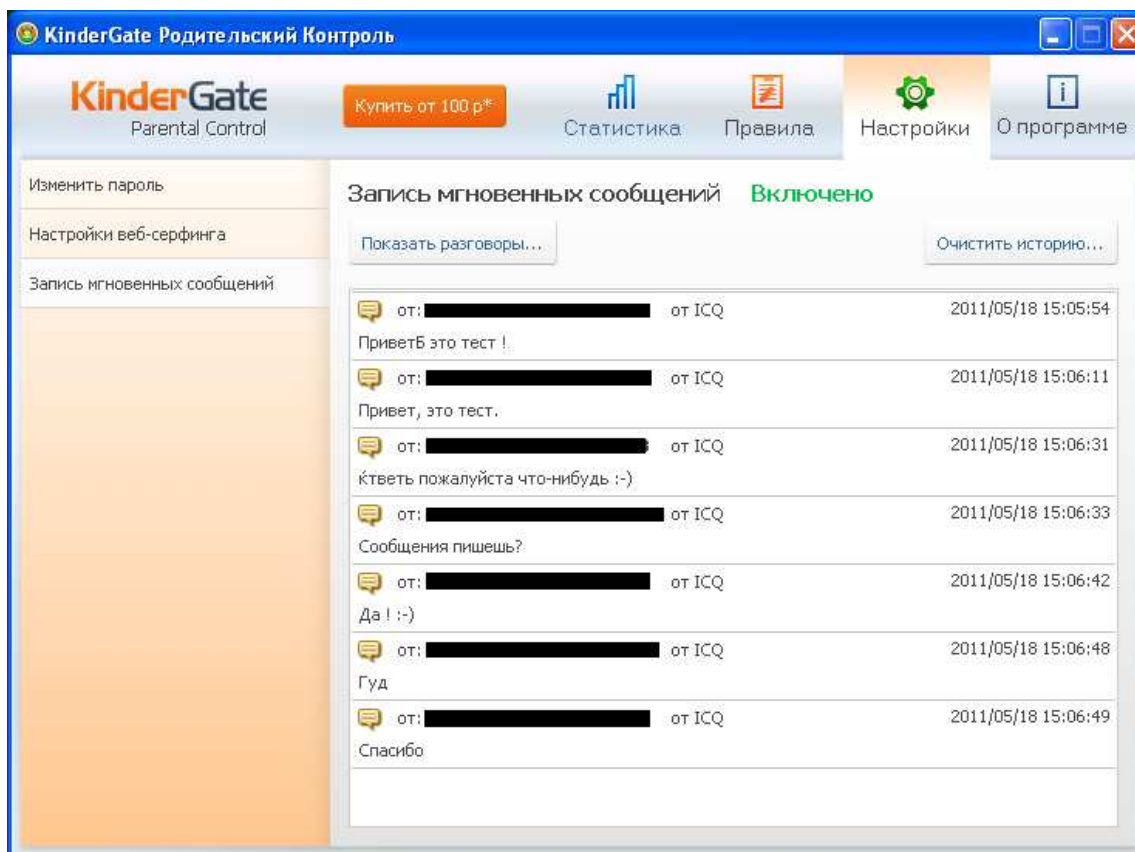 KinderGate Родительский Контроль
KinderGate
Parental Control
Купить от 100 р*
Статистика
Правила
Настройки
О программе
Изменить пароль
Настройки веб-серфинга
Запись мгновенных сообщений
Запись мгновенных сообщений Включено
Показать разговоры... Очистить историю...
от: от ICQ 2011/05/18 15:05:54
ПриветБ это тест !
от: от ICQ 2011/05/18 15:06:11
Привет, это тест.
от: от ICQ 2011/05/18 15:06:31
ќтветь пожалуйста что-нибудь :-)
от: от ICQ 2011/05/18 15:06:33
Сообщения пишешь?
от: от ICQ 2011/05/18 15:06:42
Да ! :-)
от: от ICQ 2011/05/18 15:06:48
Гуд
от: от ICQ 2011/05/18 15:06:49
Спасибо